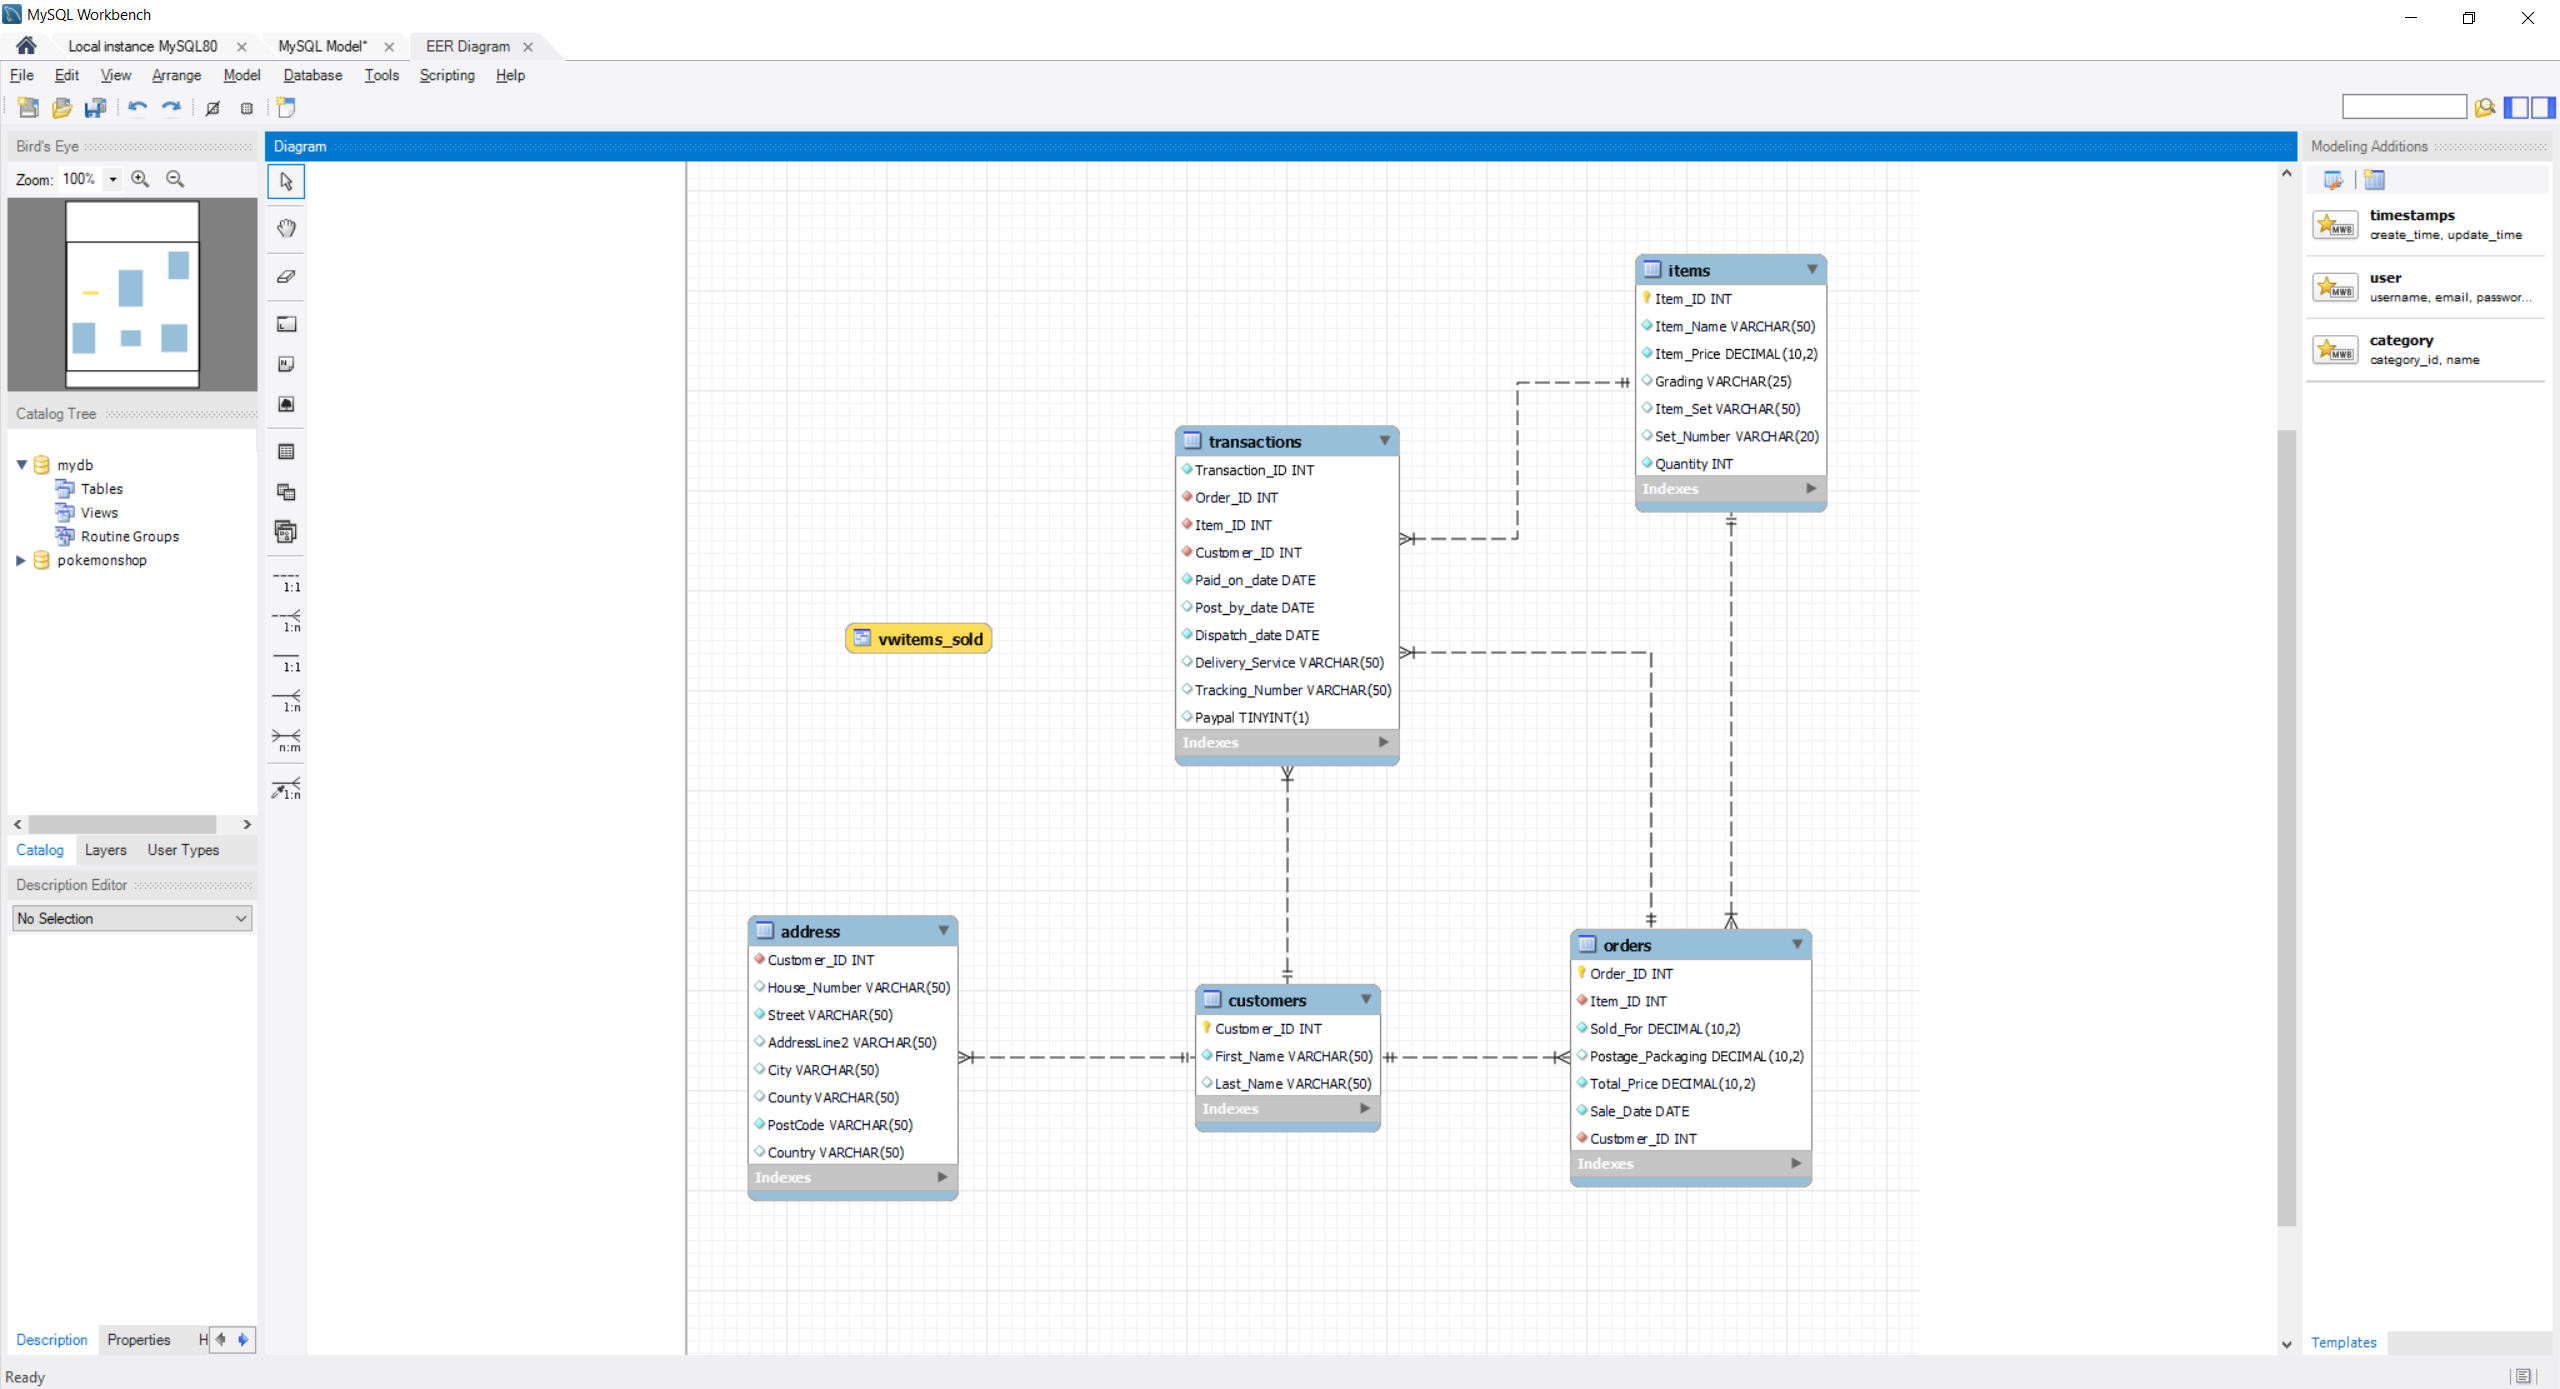 MySQL Workbench
Local instance MySQL80
MySQL Model*
EER Diagram
File Edit View Arrange Model Database Tools Scripting Help
Bird's Eye
Zoom: 100%
Catalog Tree
mydb
Tables
Views
Routine Groups
pokemonshop
Catalog Layers User Types
Description Editor
No Selection
Description Properties H
Ready
Diagram
1:1
1:n
1:1
1:n
n:m
1:n
vwitems_sold
transactions
Transaction_ID INT
Order_ID INT
Item_ID INT
Customer_ID INT
Paid_on_date DATE
Post_by_date DATE
Dispatch_date DATE
Delivery_Service VARCHAR(50)
Tracking_Number VARCHAR(50)
Paypal TINYINT(1)
Indexes
items
Item_ID INT
Item_Name VARCHAR(50)
Item_Price DECIMAL(10,2)
Grading VARCHAR(25)
Item_Set VARCHAR(50)
Set_Number VARCHAR(20)
Quantity INT
Indexes
address
Customer_ID INT
House_Number VARCHAR(50)
Street VARCHAR(50)
AddressLine2 VARCHAR(50)
City VARCHAR(50)
County VARCHAR(50)
PostCode VARCHAR(50)
Country VARCHAR(50)
Indexes
customers
Customer_ID INT
First_Name VARCHAR(50)
Last_Name VARCHAR(50)
Indexes
orders
Order_ID INT
Item_ID INT
Sold_For DECIMAL(10,2)
Postage_Packaging DECIMAL(10,2)
Total_Price DECIMAL(10,2)
Sale_Date DATE
Customer_ID INT
Indexes
Modeling Additions
MWB
timestamps
create_time, update_time
MWB
user
username, email, passwor...
MWB
category
category_id, name
Templates